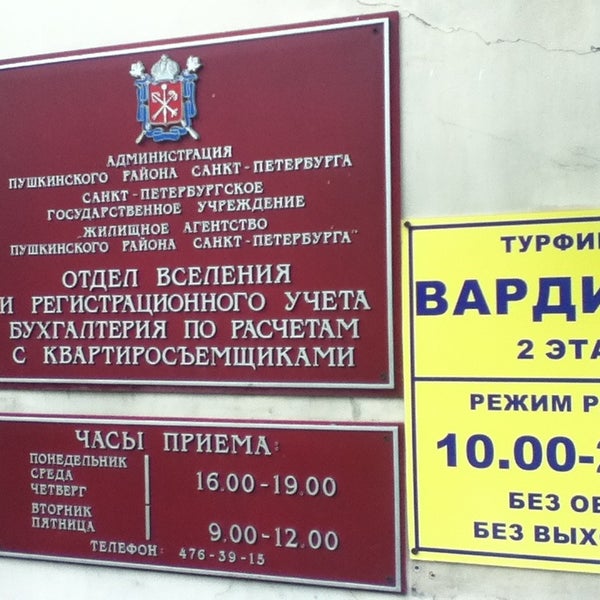 АДМИНИСТРАЦИЯ
ПУШКИНСКОГО РАЙОНА САНКТ-ПЕТЕРБУРГА
САНКТ-ПЕТЕРБУРГСКОЕ
ГОСУДАРСТВЕННОЕ УЧРЕЖДЕНИЕ
"ЖИЛИЩНОЕ АГЕНТСТВО
ПУШКИНСКОГО РАЙОНА САНКТ-ПЕТЕРБУРГА"
ОТДЕЛ ВСЕЛЕНИЯ
И РЕГИСТРАЦИОННОГО УЧЕТА
БУХГАЛТЕРИЯ ПО РАСЧЕТАМ
С КВАРТИРОСЪЕМЩИКАМИ
ЧАСЫ ПРИЕМА:
ПОНЕДЕЛЬНИК
СРЕДА
ЧЕТВЕРГ
16.00-19.00
ВТОРНИК
ПЯТНИЦА
9.00-12.00
ТЕЛЕФОН: 476-39-15
ТУРФИ
ВАРДИ
2 ЭТА
РЕЖИМ Р
10.00-
БЕЗ ОБ
БЕЗ ВЫХ